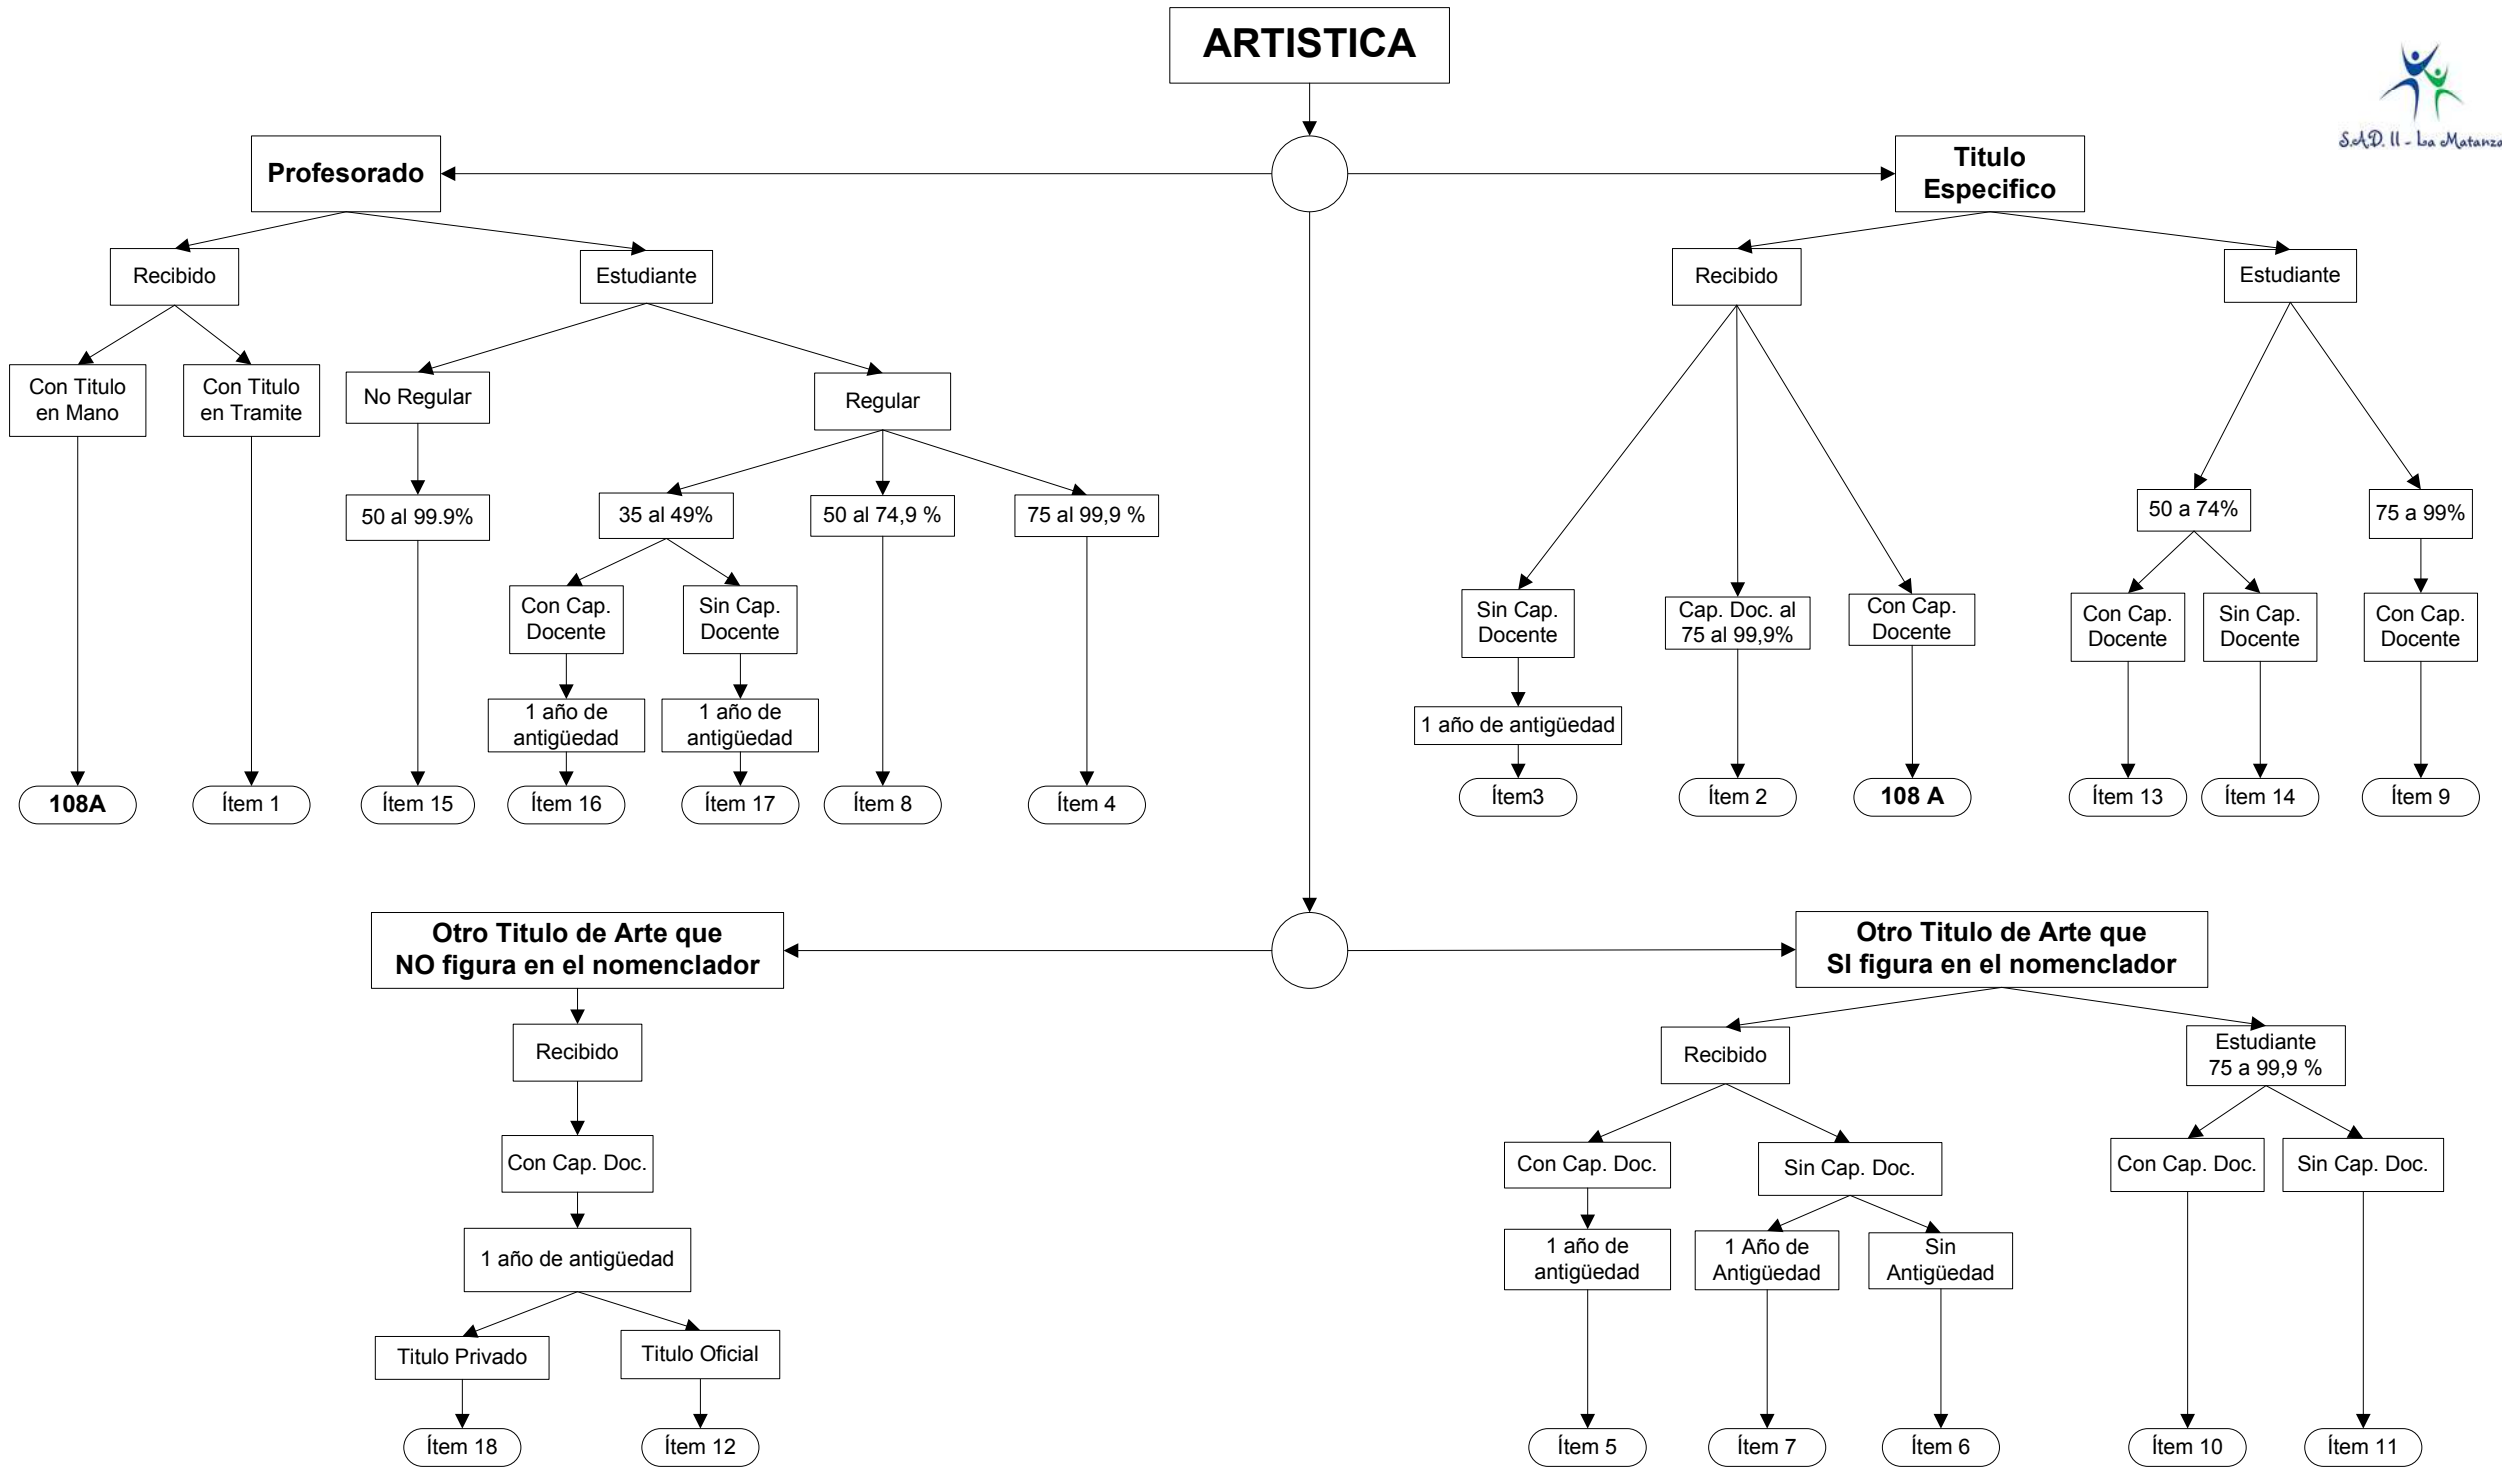 ARTISTICA
S.A.D. II - La Matanza
Profesorado
Titulo
Especifico
Recibido
Estudiante
Recibido
Estudiante
Con Titulo
en Mano
Con Titulo
en Tramite
No Regular
Regular
50 al 99.9%
35 al 49%
50 al 74,9 %
75 al 99,9 %
50 a 74%
75 a 99%
Con Cap.
Docente
Sin Cap.
Docente
Sin Cap.
Docente
Cap. Doc. al
75 al 99,9%
Con Cap.
Docente
Con Cap.
Docente
Sin Cap.
Docente
Con Cap.
Docente
1 año de
antigüedad
1 año de
antigüedad
1 año de antigüedad
108A
Ítem 1
Ítem 15
Ítem 16
Ítem 17
Ítem 8
Ítem 4
Ítem3
Ítem 2
108 A
Ítem 13
Ítem 14
Ítem 9
Otro Titulo de Arte que
NO figura en el nomenclador
Otro Titulo de Arte que
SI figura en el nomenclador
Recibido
Recibido
Estudiante
75 a 99,9 %
Con Cap. Doc.
Con Cap. Doc.
Sin Cap. Doc.
Con Cap. Doc.
Sin Cap. Doc.
1 año de antigüedad
1 año de
antigüedad
1 Año de
Antigüedad
Sin
Antigüedad
Titulo Privado
Titulo Oficial
Ítem 18
Ítem 12
Ítem 5
Ítem 7
Ítem 6
Ítem 10
Ítem 11